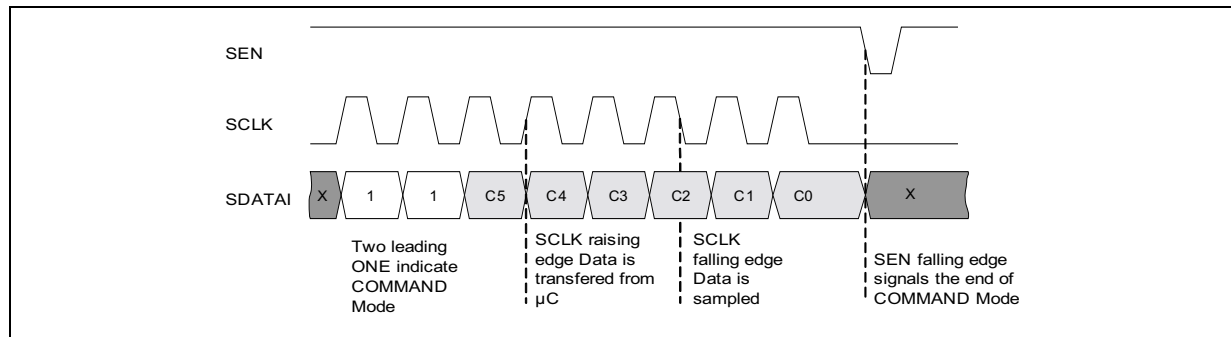 SEN
SCLK
SDATAI
X 1 1 C5 C4 C3 C2 C1 C0 X
Two leading
ONE indicate
COMMAND
Mode
SCLK raising
edge Data is
transfered from
µC
SCLK
falling edge
Data is
sampled
SEN falling edge
signals the end of
COMMAND Mode